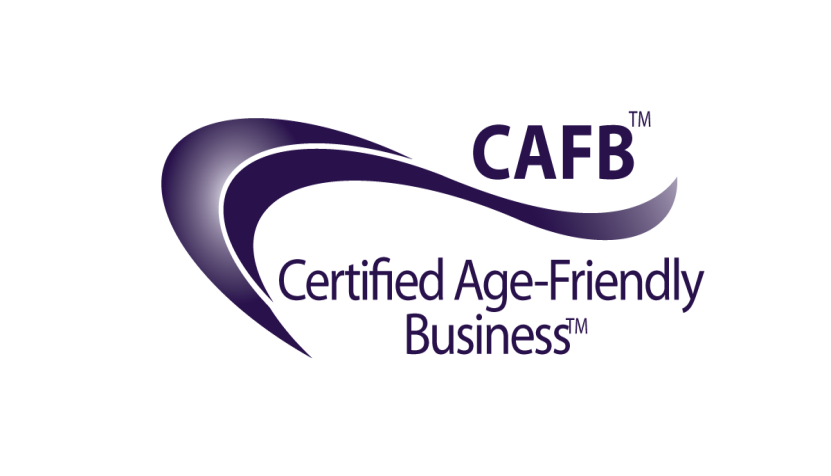 CAFB™
Certified Age-Friendly
Business™